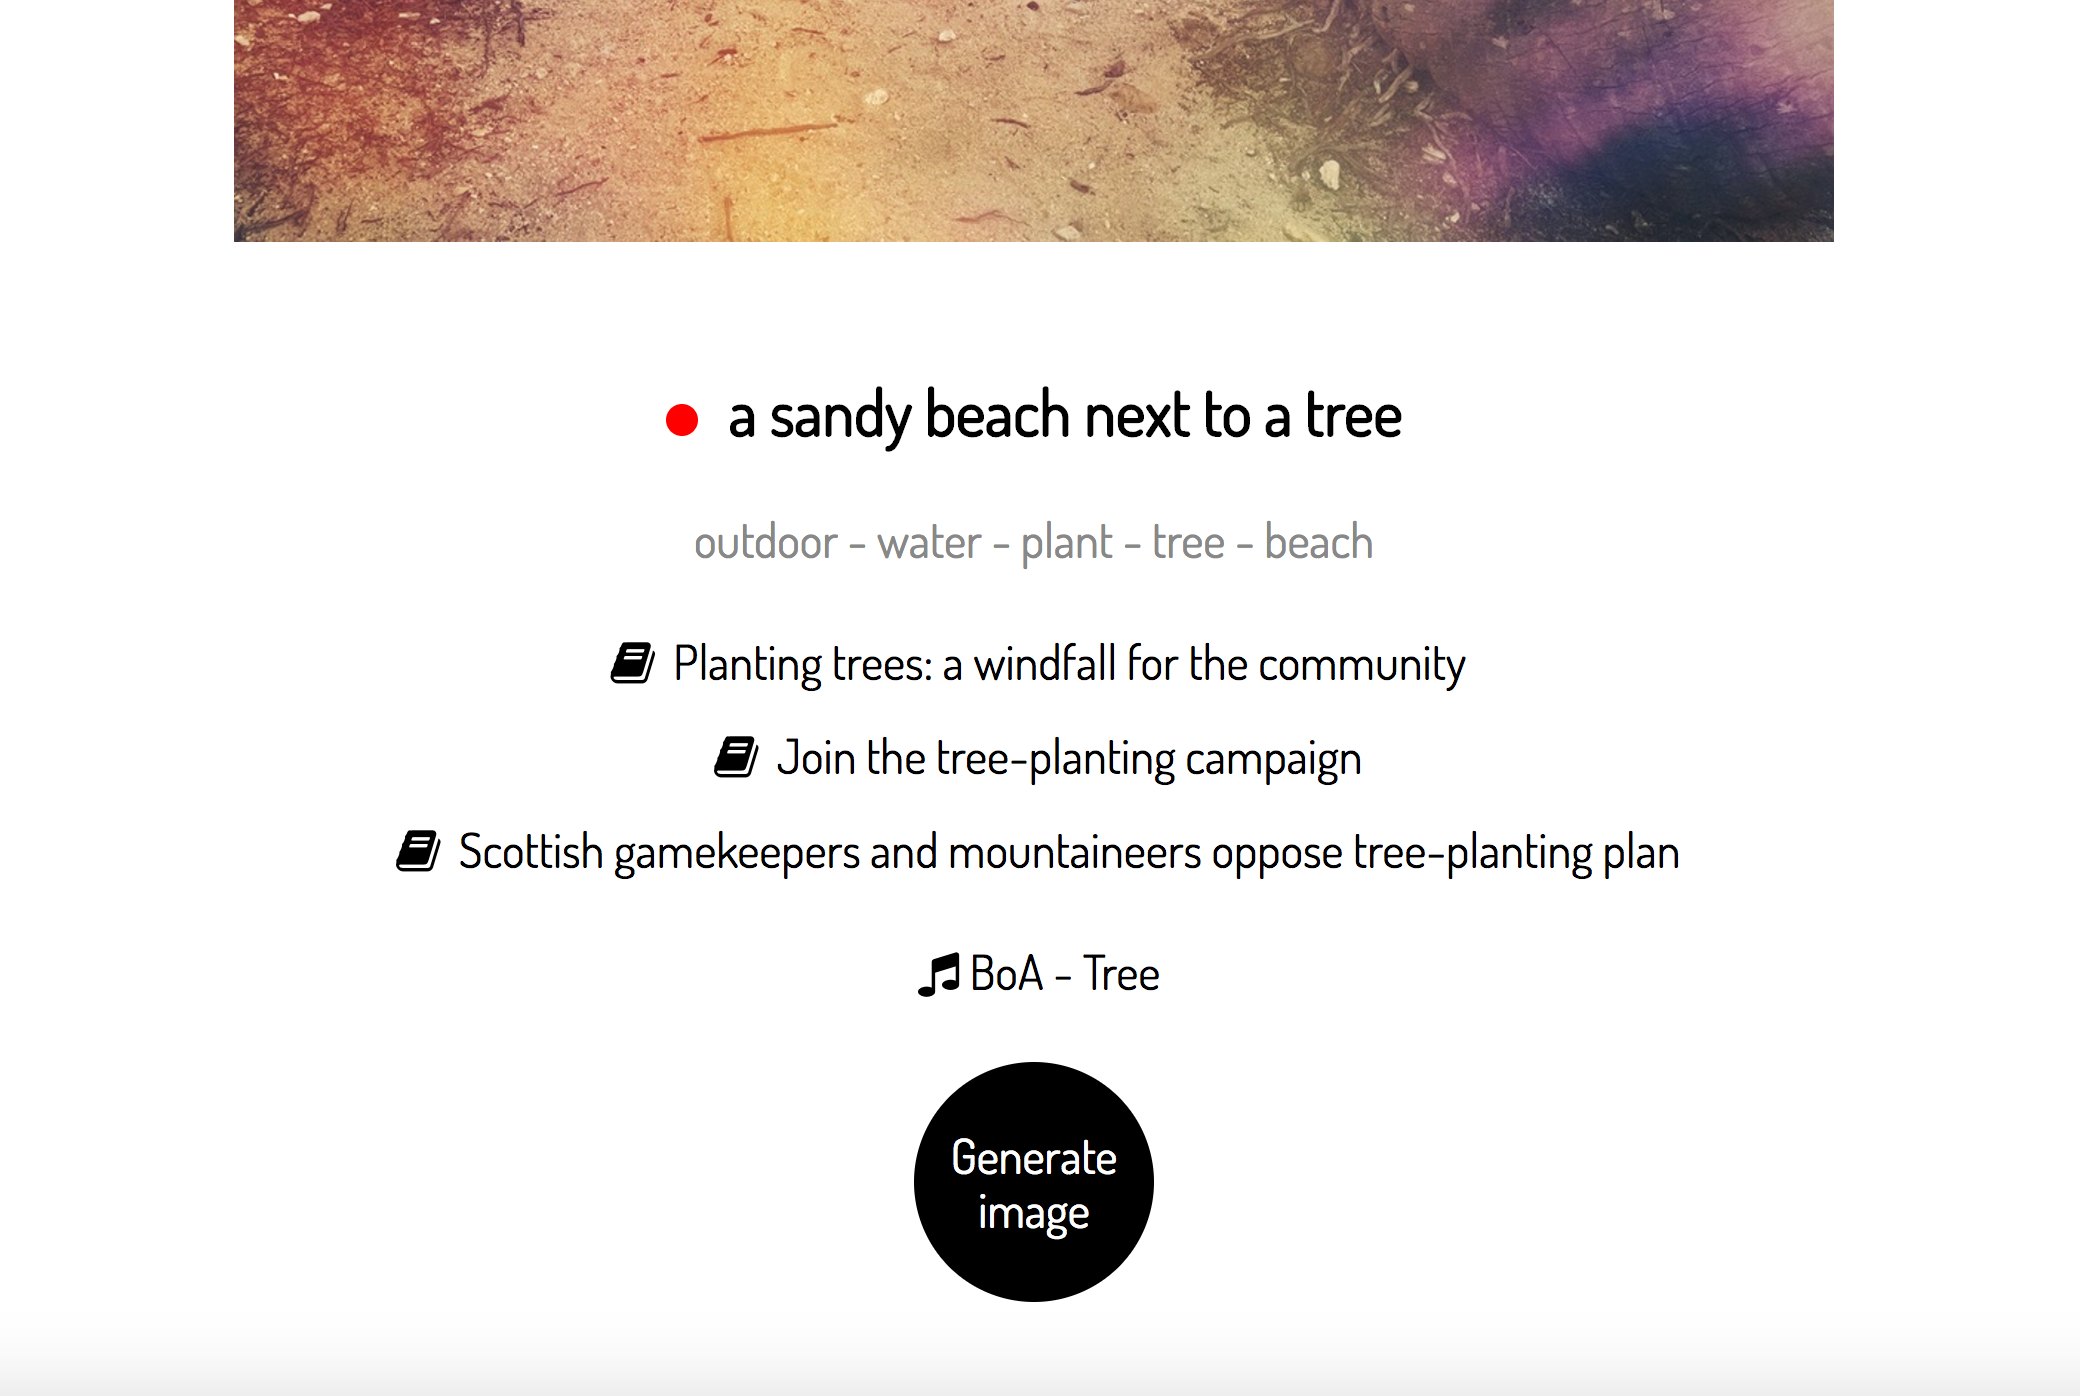 a sandy beach next to a tree
outdoor - water - plant - tree - beach
Planting trees: a windfall for the community
Join the tree-planting campaign
Scottish gamekeepers and mountaineers oppose tree-planting plan
BoA - Tree
Generate
image